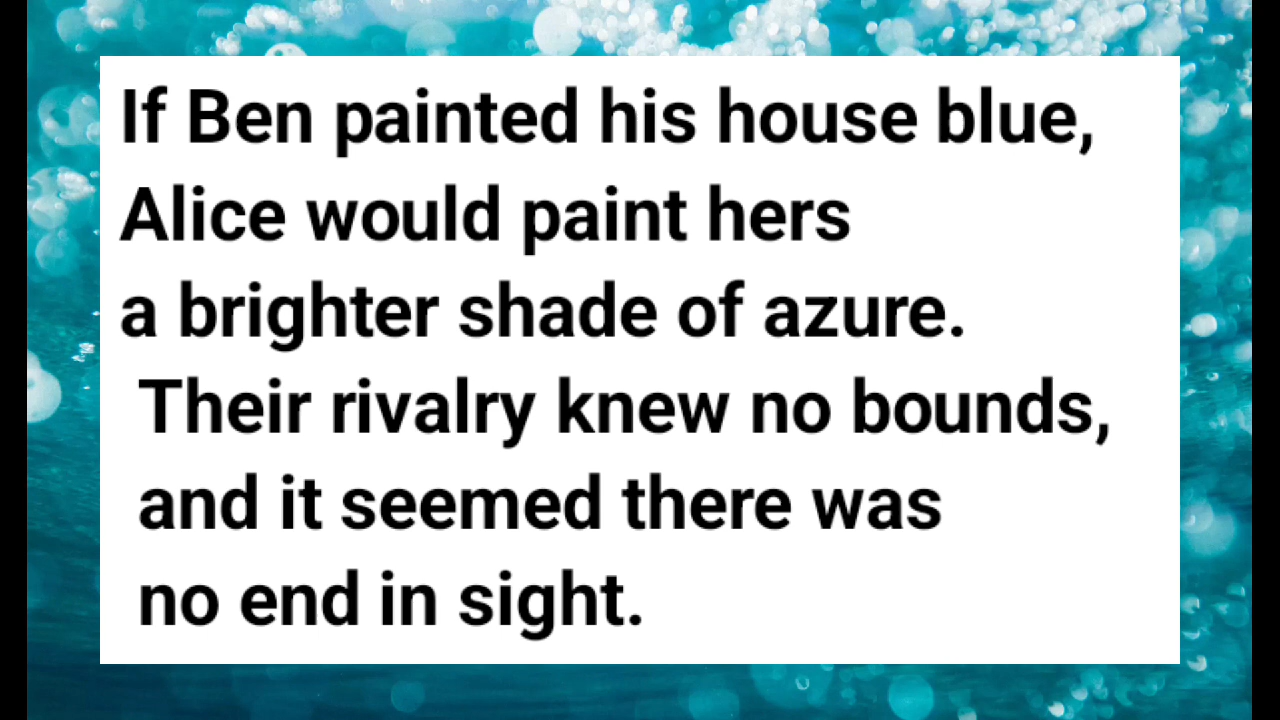 If Ben painted his house blue,
Alice would paint hers
a brighter shade of azure.
Their rivalry knew no bounds,
and it seemed there was
no end in sight.